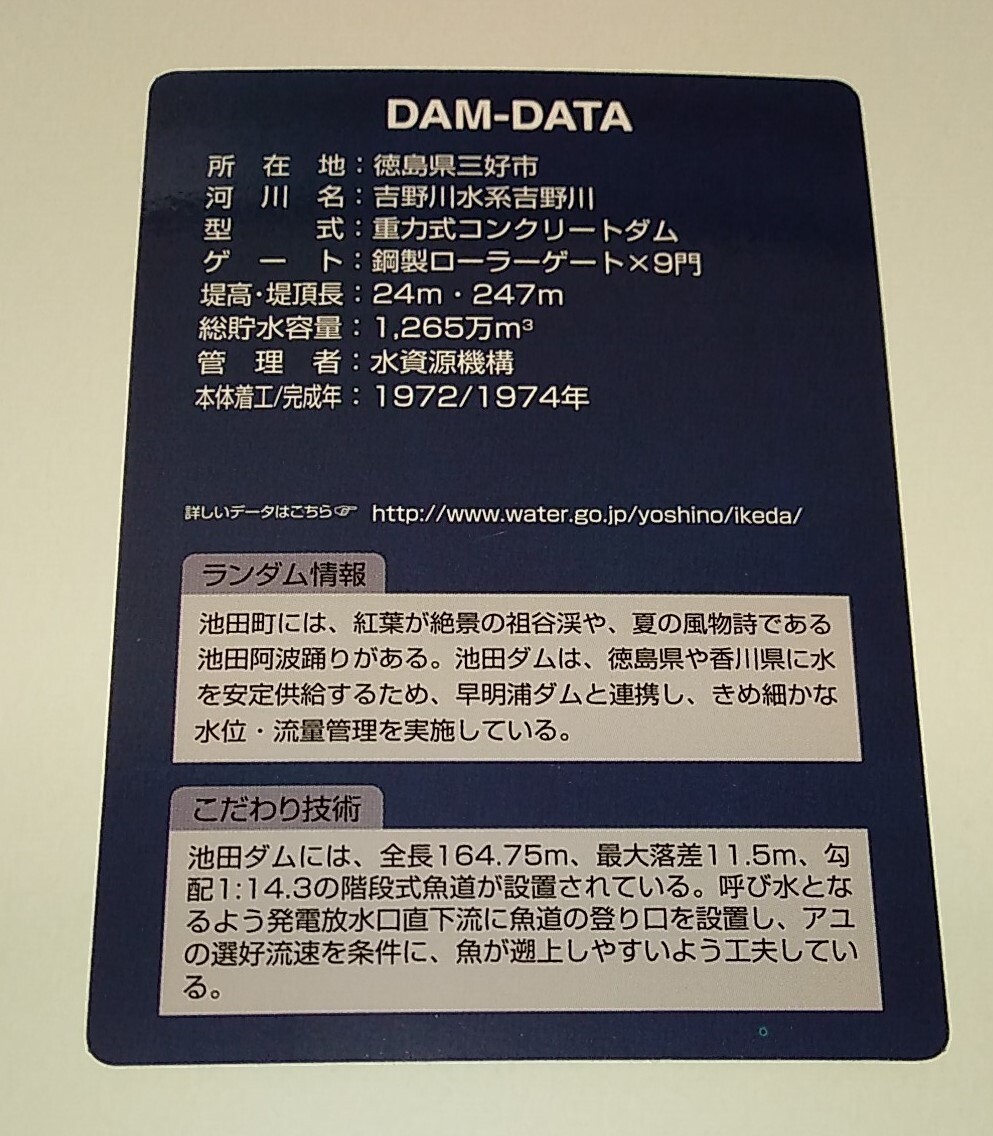 DAM-DATA
所在地：徳島県三好市
河川名：吉野川水系吉野川
型式：重力式コンクリートダム
ゲート：鋼製ローラーゲート×9門
堤高・堤頂長：24m・247m
総貯水容量：1,265万m³
管理者：水資源機構
本体着工/完成年：1972/1974年
詳しいデータはこちら☞ http://www.water.go.jp/yoshino/ikeda/
ランダム情報
池田町には、紅葉が絶景の祖谷渓や、夏の風物詩である
池田阿波踊りがある。池田ダムは、徳島県や香川県に水
を安定供給するため、早明浦ダムと連携し、きめ細かな
水位・流量管理を実施している。
こだわり技術
池田ダムには、全長164.75m、最大落差11.5m、勾
配1:14.3の階段式魚道が設置されている。呼び水とな
るよう発電放水口直下流に魚道の登り口を設置し、アユ
の選好流速を条件に、魚が遡上しやすいよう工夫してい
る。